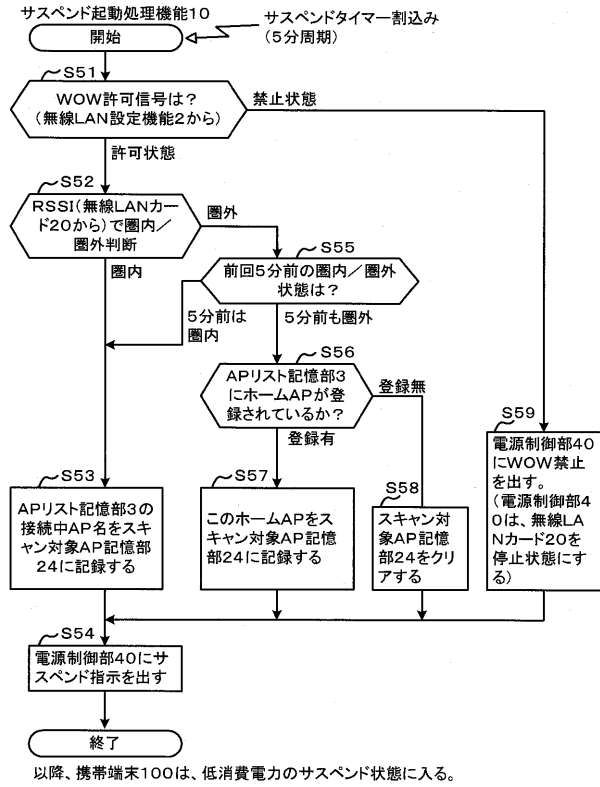 サスペンド起動処理機能10
開始
サスペンドタイマー割込み
(5分周期)
S51
WOW許可信号は?
(無線LAN設定機能2から)
禁止状態
許可状態
S52
RSSI(無線LANカー
ド20から)で圏内/
圏外判断
圏外
圏内
S55
前回5分前の圏内/圏外
状態は?
5分前は
圏内
5分前も圏外
S56
APリスト記憶部3
にホームAPが登
録されているか?
登録無
登録有
S59
電源制御部40
にWOW禁止
を出す。
(電源制御部4
0は、無線LA
Nカード20を
停止状態にす
る)
S53
APリスト記憶部3の
接続中AP名をスキ
ャン対象AP記憶部
24に記録する
S57
このホームAPをス
キャン対象AP記憶
部24に記録する
S58
スキャン対
象AP記憶
部24をクリ
アする
S54
電源制御部40にサ
スペンド指示を出す
終了
以降、携帯端末100は、低消費電力のサスペンド状態に入る。